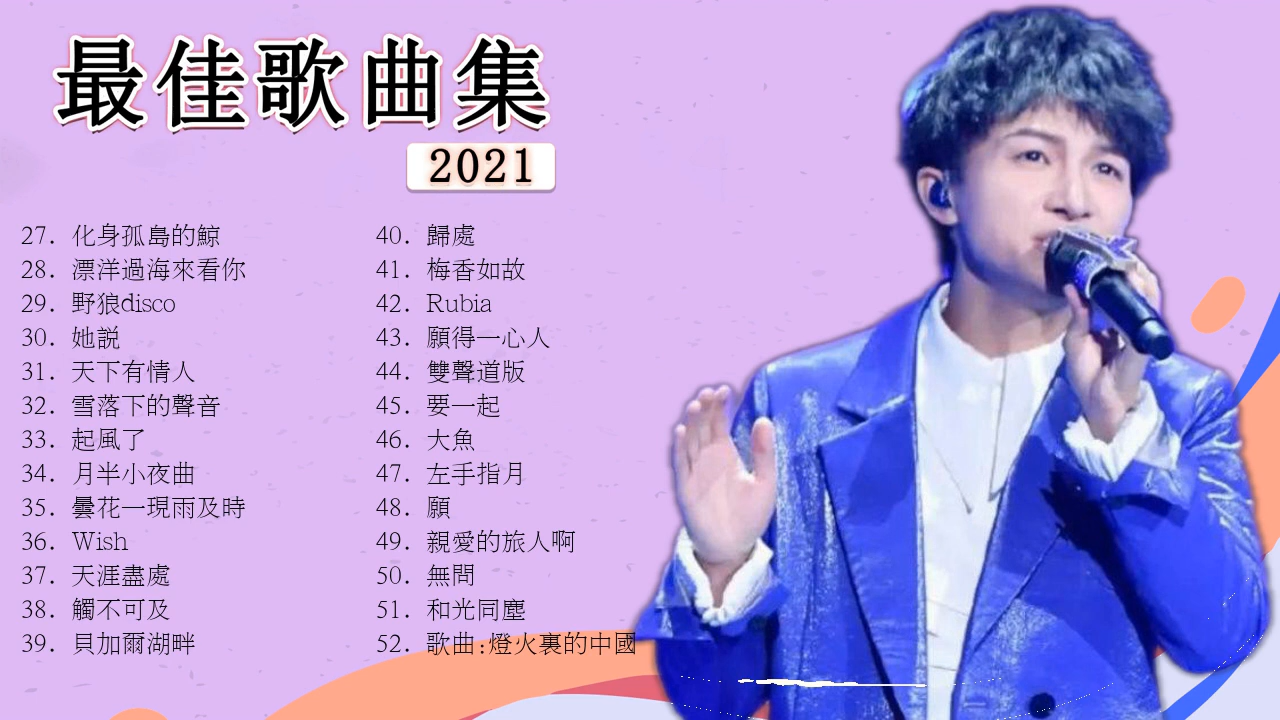 最佳歌曲集
2021
27. 化身孤島的鯨
28. 漂洋過海來看你
29. 野狼disco
30. 她説
31. 天下有情人
32. 雪落下的聲音
33. 起風了
34. 月半小夜曲
35. 曇花一現雨及時
36. Wish
37. 天涯盡處
38. 觸不可及
39. 貝加爾湖畔
40. 歸處
41. 梅香如故
42. Rubia
43. 願得一心人
44. 雙聲道版
45. 要一起
46. 大魚
47. 左手指月
48. 願
49. 親愛的旅人啊
50. 無問
51. 和光同塵
52. 歌曲:燈火裏的中國